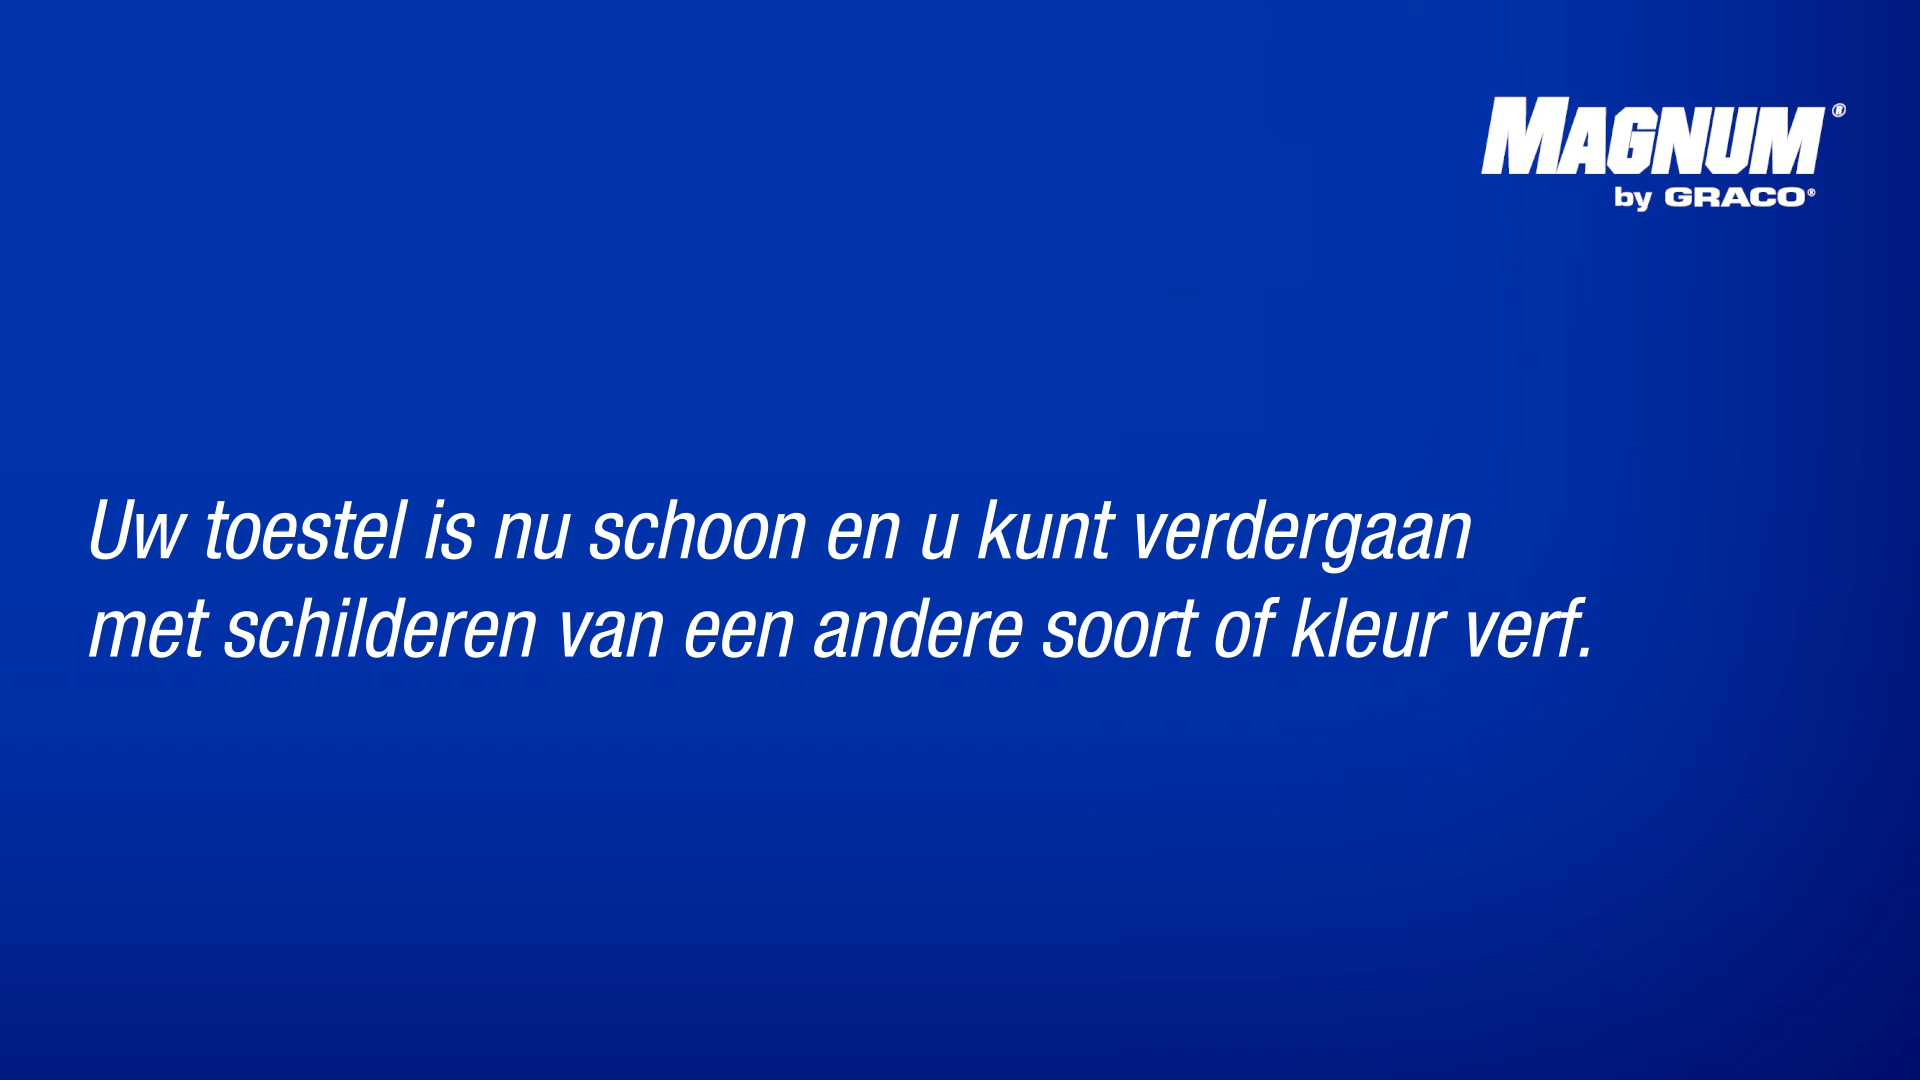 MAGNUM®
by GRACO®
Uw toestel is nu schoon en u kunt verdergaan
met schilderen van een andere soort of kleur verf.